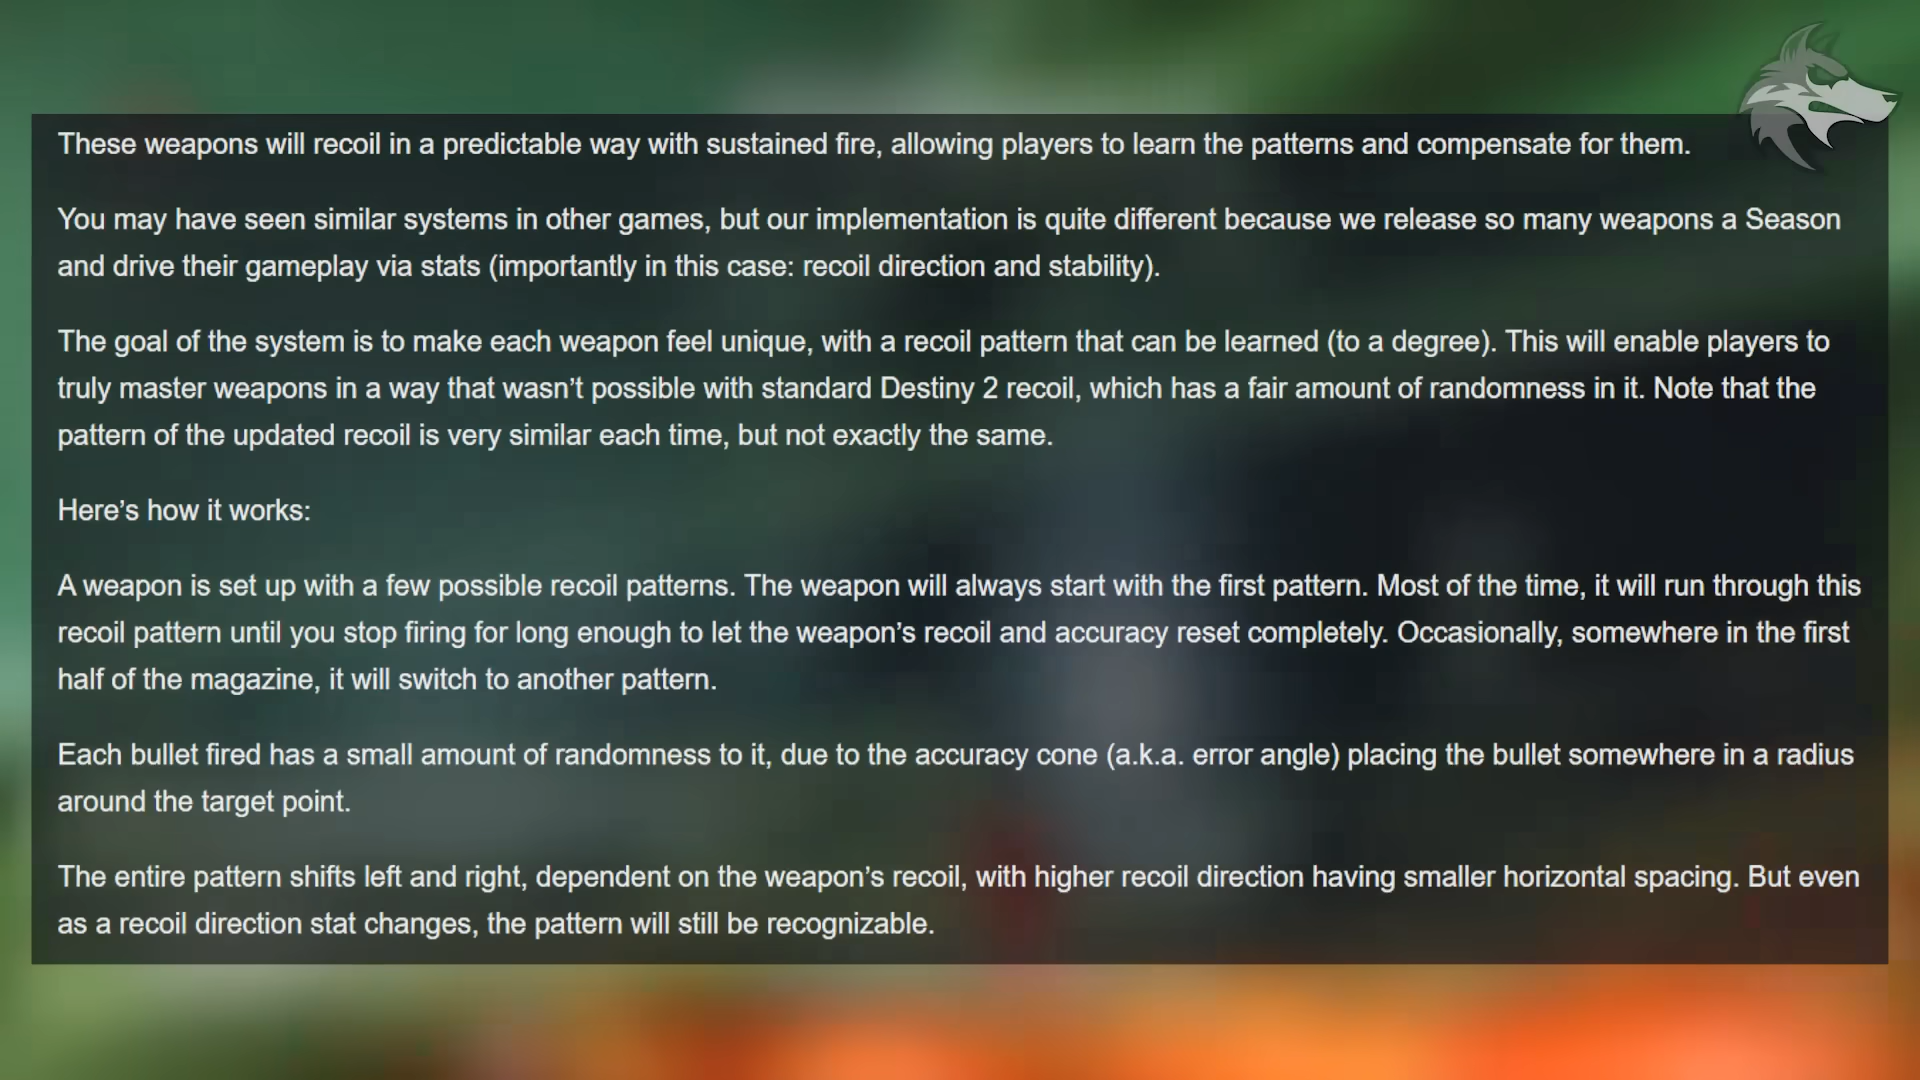 These weapons will recoil in a predictable way with sustained fire, allowing players to learn the patterns and compensate for them.
You may have seen similar systems in other games, but our implementation is quite different because we release so many weapons a Season
and drive their gameplay via stats (importantly in this case: recoil direction and stability).
The goal of the system is to make each weapon feel unique, with a recoil pattern that can be learned (to a degree). This will enable players to
truly master weapons in a way that wasn’t possible with standard Destiny 2 recoil, which has a fair amount of randomness in it. Note that the
pattern of the updated recoil is very similar each time, but not exactly the same.
Here’s how it works:
A weapon is set up with a few possible recoil patterns. The weapon will always start with the first pattern. Most of the time, it will run through this
recoil pattern until you stop firing for long enough to let the weapon’s recoil and accuracy reset completely. Occasionally, somewhere in the first
half of the magazine, it will switch to another pattern.
Each bullet fired has a small amount of randomness to it, due to the accuracy cone (a.k.a. error angle) placing the bullet somewhere in a radius
around the target point.
The entire pattern shifts left and right, dependent on the weapon’s recoil, with higher recoil direction having smaller horizontal spacing. But even
as a recoil direction stat changes, the pattern will still be recognizable.